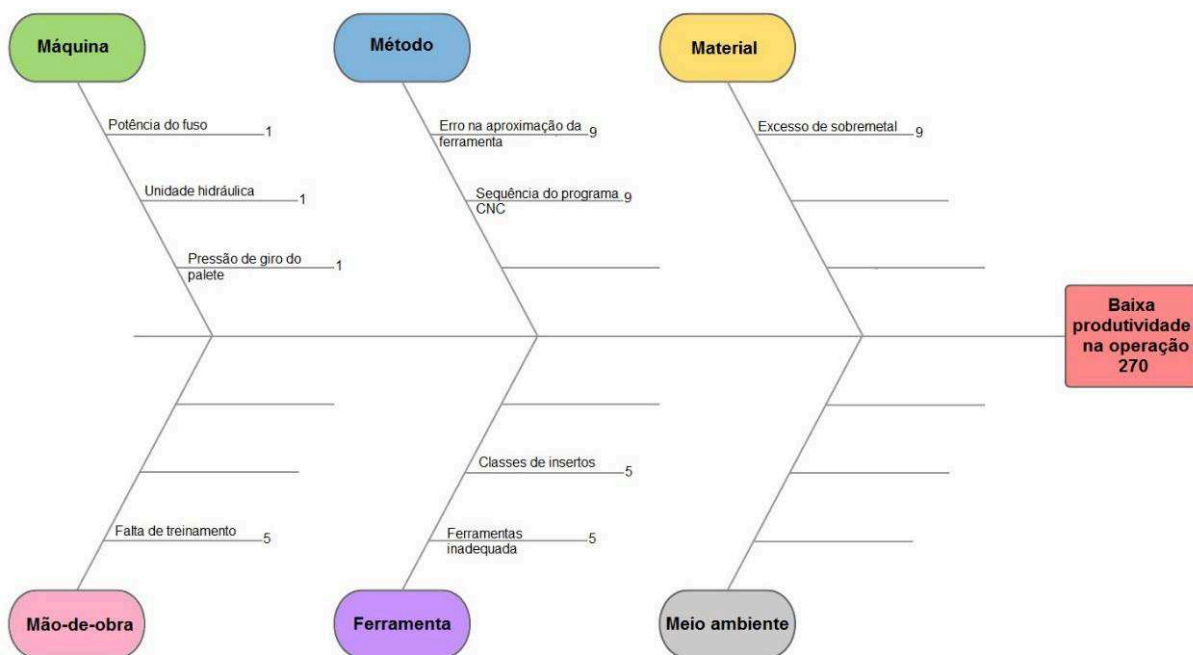 Máquina
Método
Material
Potência do fuso
1
Erro na aproximação da
ferramenta
9
Excesso de sobremetal
9
Unidade hidráulica
1
Sequência do programa
CNC
9
Pressão de giro do
palete
1
Baixa
produtividade
na operação
270
Classes de insertos
5
Falta de treinamento
5
Ferramentas
inadequada
5
Mão-de-obra
Ferramenta
Meio ambiente